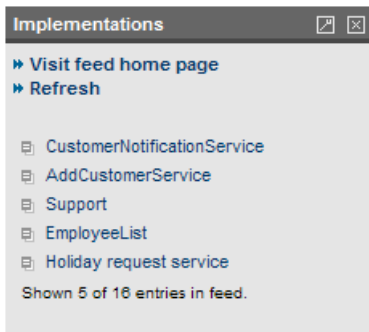 Implementations
Visit feed home page
Refresh
CustomerNotificationService
AddCustomerService
Support
EmployeeList
Holiday request service
Shown 5 of 16 entries in feed.